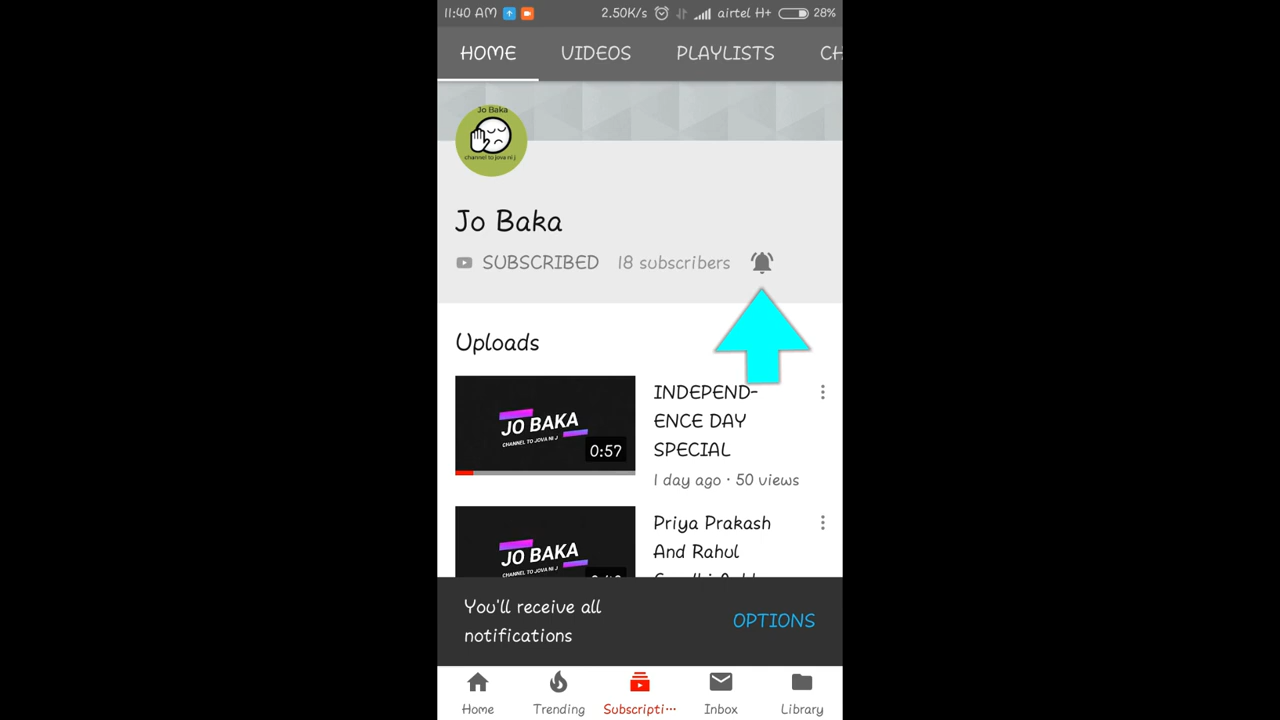 11:40 AM 2.50K/s airtel H+ 28%
HOME VIDEOS PLAYLISTS CH
Jo Baka
channel to jova ni j
Jo Baka
SUBSCRIBED 18 subscribers
Uploads
JO BAKA
CHANNEL TO JOVA NI J
0:57
INDEPEND-
ENCE DAY
SPECIAL
1 day ago · 50 views
JO BAKA
CHANNEL TO JOVA NI J
Priya Prakash
And Rahul
You'll receive all
notifications
OPTIONS
Home Trending Subscripti... Inbox Library